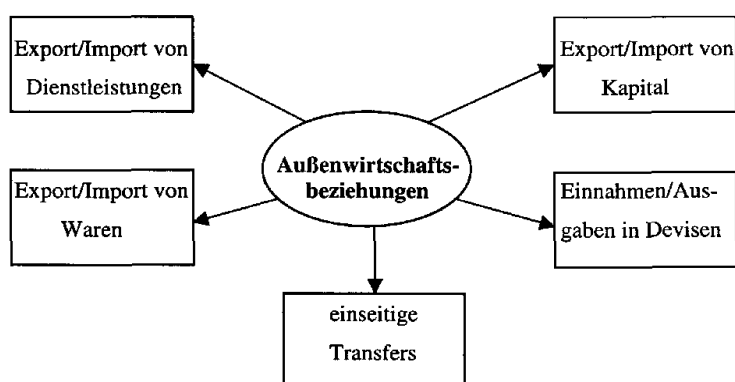 Export/Import von
Dienstleistungen
Export/Import von
Kapital
Außenwirtschafts-
beziehungen
Export/Import von
Waren
Einnahmen/Aus-
gaben in Devisen
einseitige
Transfers